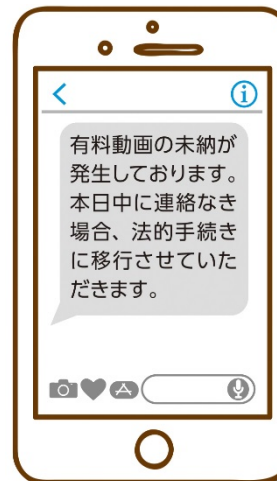 有料動画の未納が
発生しております。
本日中に連絡なき
場合、法的手続き
に移行させていた
だきます。